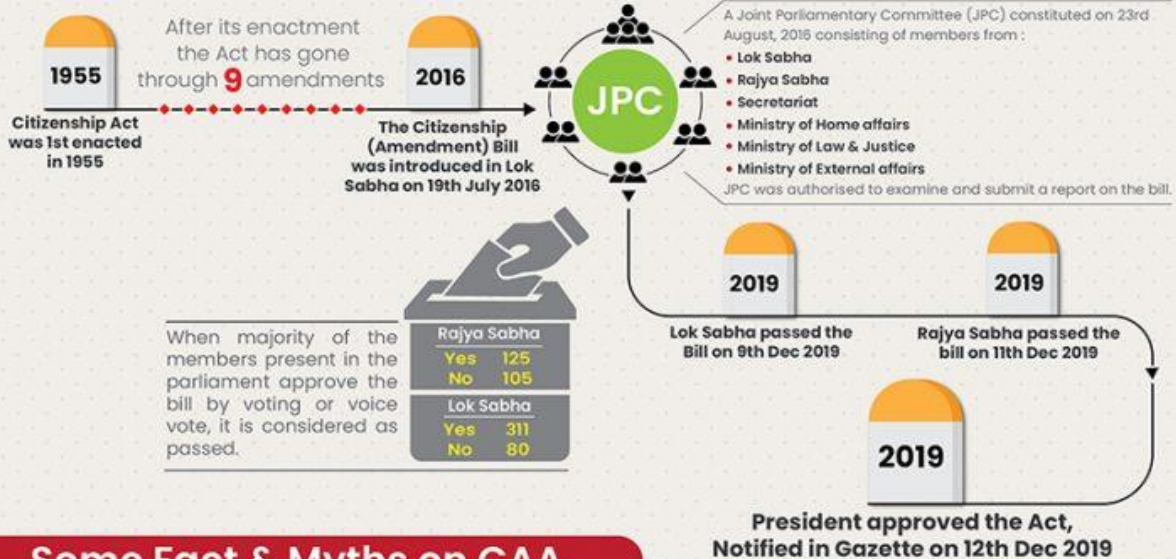 1955
Citizenship Act
was 1st enacted
in 1955
After its enactment
the Act has gone
through 9 amendments
2016
The Citizenship
(Amendment) Bill
was introduced in Lok
Sabha on 19th July 2016
JPC
A Joint Parliamentary Committee (JPC) constituted on 23rd
August, 2016 consisting of members from :
• Lok Sabha
• Rajya Sabha
• Secretariat
• Ministry of Home affairs
• Ministry of Law & Justice
• Ministry of External affairs
JPC was authorised to examine and submit a report on the bill.
2019
Lok Sabha passed the
Bill on 9th Dec 2019
2019
Rajya Sabha passed the
bill on 11th Dec 2019
When majority of the
members present in the
parliament approve the
bill by voting or voice
vote, it is considered as
passed.
Rajya Sabha
Yes 125
No 105
Lok Sabha
Yes 311
No 80
2019
President approved the Act,
Notified in Gazette on 12th Dec 2019
Some Fact & Myths on CAA